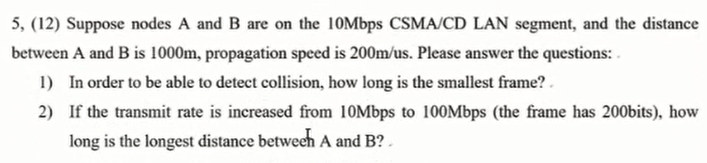 5, (12) Suppose nodes A and B are on the 10Mbps CSMA/CD LAN segment, and the distance
between A and B is 1000m, propagation speed is 200m/us. Please answer the questions:
1) In order to be able to detect collision, how long is the smallest frame?
2) If the transmit rate is increased from 10Mbps to 100Mbps (the frame has 200bits), how
long is the longest distance between A and B?